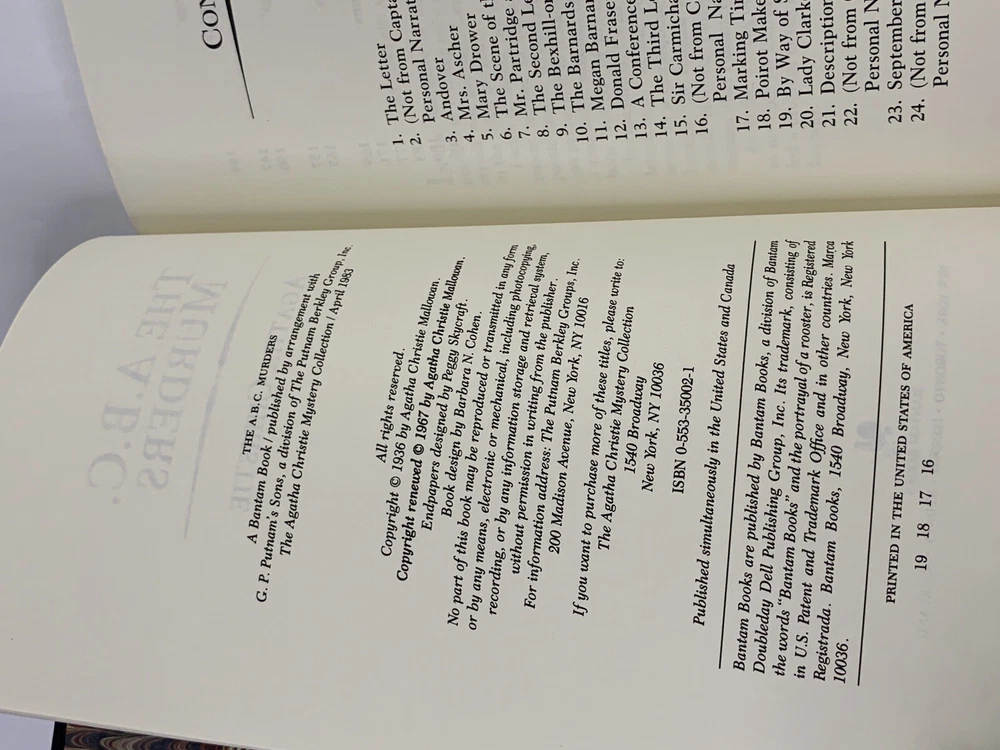 THE A.B.C. MURDERS
A Bantam Book / published by arrangement with
G. P. Putnam's Sons, a division of The Putnam Berkley Group, Inc.
The Agatha Christie Mystery Collection / April 1983
All rights reserved.
Copyright © 1936 by Agatha Christie Mallowan.
Copyright renewed © 1967 by Agatha Christie Mallowan.
Endpapers designed by Peggy Skycraft.
Book design by Barbara N. Cohen.
No part of this book may be reproduced or transmitted in any form
or by any means, electronic or mechanical, including photocopying,
recording, or by any information storage and retrieval system,
without permission in writing from the publisher.
For information address: The Putnam Berkley Groups, Inc.
200 Madison Avenue, New York, NY 10016
If you want to purchase more of these titles, please write to:
The Agatha Christie Mystery Collection
1540 Broadway
New York, NY 10036
ISBN 0-553-35002-1
Published simultaneously in the United States and Canada
Bantam Books are published by Bantam Books, a division of Bantam
Doubleday Dell Publishing Group, Inc. Its trademark, consisting of
the words "Bantam Books" and the portrayal of a rooster, is Registered
in U.S. Patent and Trademark Office and in other countries. Marca
Registrada. Bantam Books, 1540 Broadway, New York, New York
10036.
PRINTED IN THE UNITED STATES OF AMERICA
19 18 17 16
CON
1. The Letter
2. (Not from Capta
Personal Narrat
3. Andover
4. Mrs. Ascher
5. Mary Drower
6. The Scene of th
7. Mr. Partridge
8. The Second Le
9. The Bexhill-on
10. The Barnards
11. Megan Barnar
12. Donald Frase
13. A Conference
14. The Third L
15. Sir Carmicha
16. (Not from C
Personal Na
17. Marking Tim
18. Poirot Make
19. By Way of S
20. Lady Clarke
21. Description
22. (Not from
Personal N
23. September
24. (Not from
Personal N